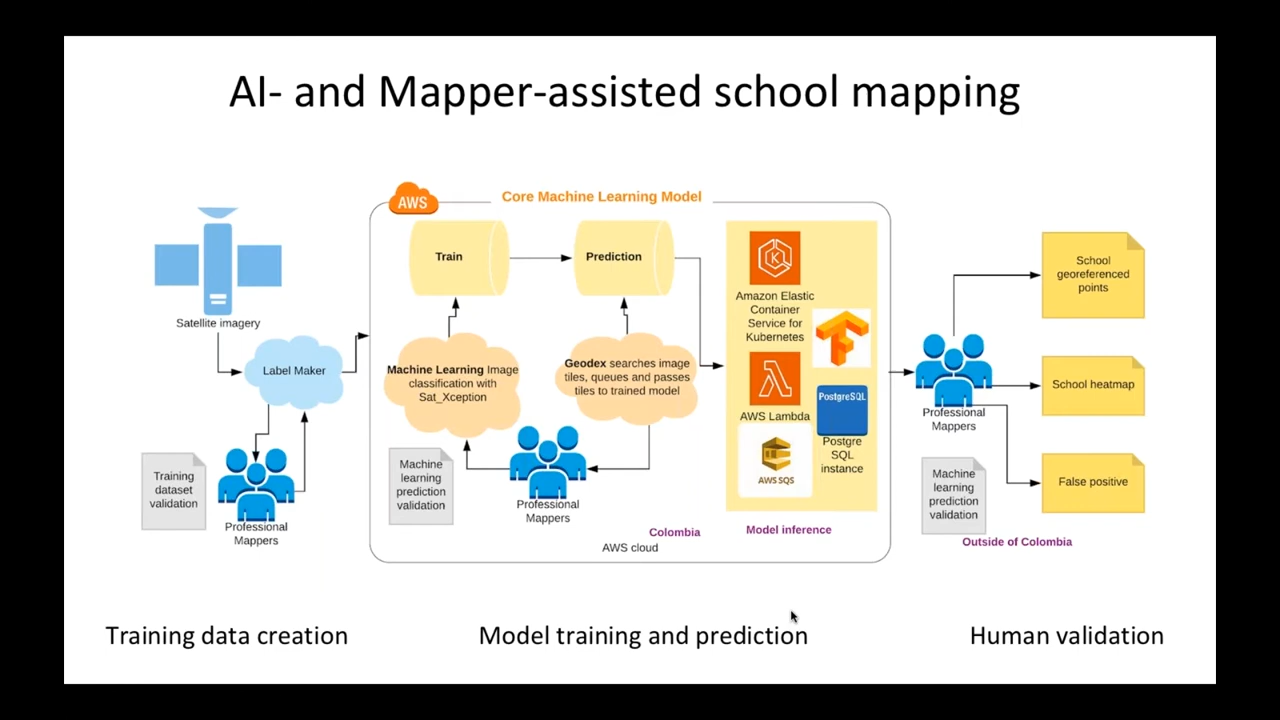 AI- and Mapper-assisted school mapping
AWS
Core Machine Learning Model
Satellite imagery
Label Maker
Training
dataset
validation
Professional
Mappers
Train
Prediction
Machine Learning Image
classification with
Sat_Xception
Geodex searches image
tiles, queues and passes
tiles to trained model
Machine
learning
prediction
validation
Professional
Mappers
Colombia
AWS cloud
Amazon Elastic
Container
Service for
Kubernetes
K
AWS Lambda
PostgreSQL
Postgre
SQL
instance
AWS SQS
Model inference
Professional
Mappers
Machine
learning
prediction
validation
Outside of Colombia
School
georeferenced
points
School heatmap
False positive
Training data creation
Model training and prediction
Human validation